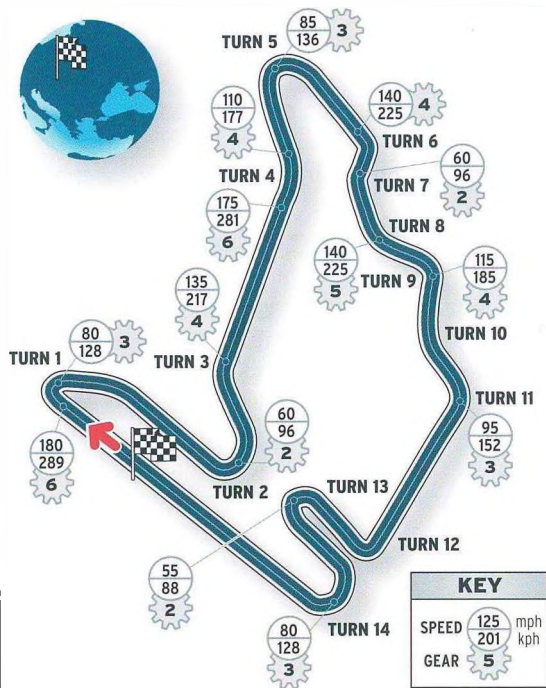 TURN 5
85
136
3
110
177
4
140
225
4
TURN 6
TURN 4
TURN 7
60
96
2
175
281
6
TURN 8
140
225
5
TURN 9
115
185
4
135
217
4
TURN 10
80
128
3
TURN 1
TURN 3
TURN 11
180
289
6
60
96
2
95
152
3
TURN 2
TURN 13
TURN 12
55
88
2
TURN 14
80
128
3
KEY
SPEED 125 mph
201 kph
GEAR 5